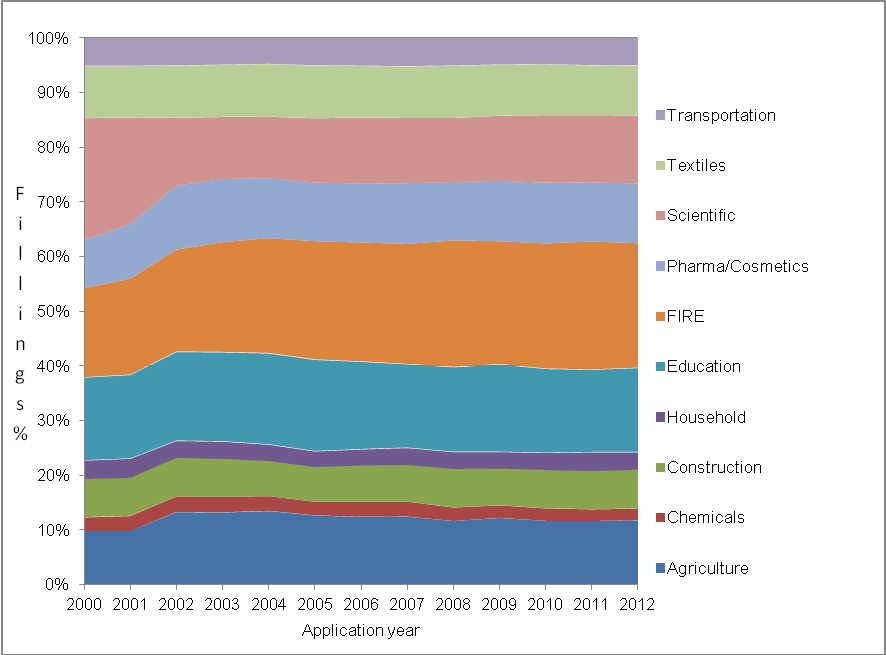 100%
90%
80%
70%
60%
50%
40%
30%
20%
10%
0%
Fillings%
2000 2001 2002 2003 2004 2005 2006 2007 2008 2009 2010 2011 2012
Application year
Transportation
Textiles
Scientific
Pharma/Cosmetics
FIRE
Education
Household
Construction
Chemicals
Agriculture